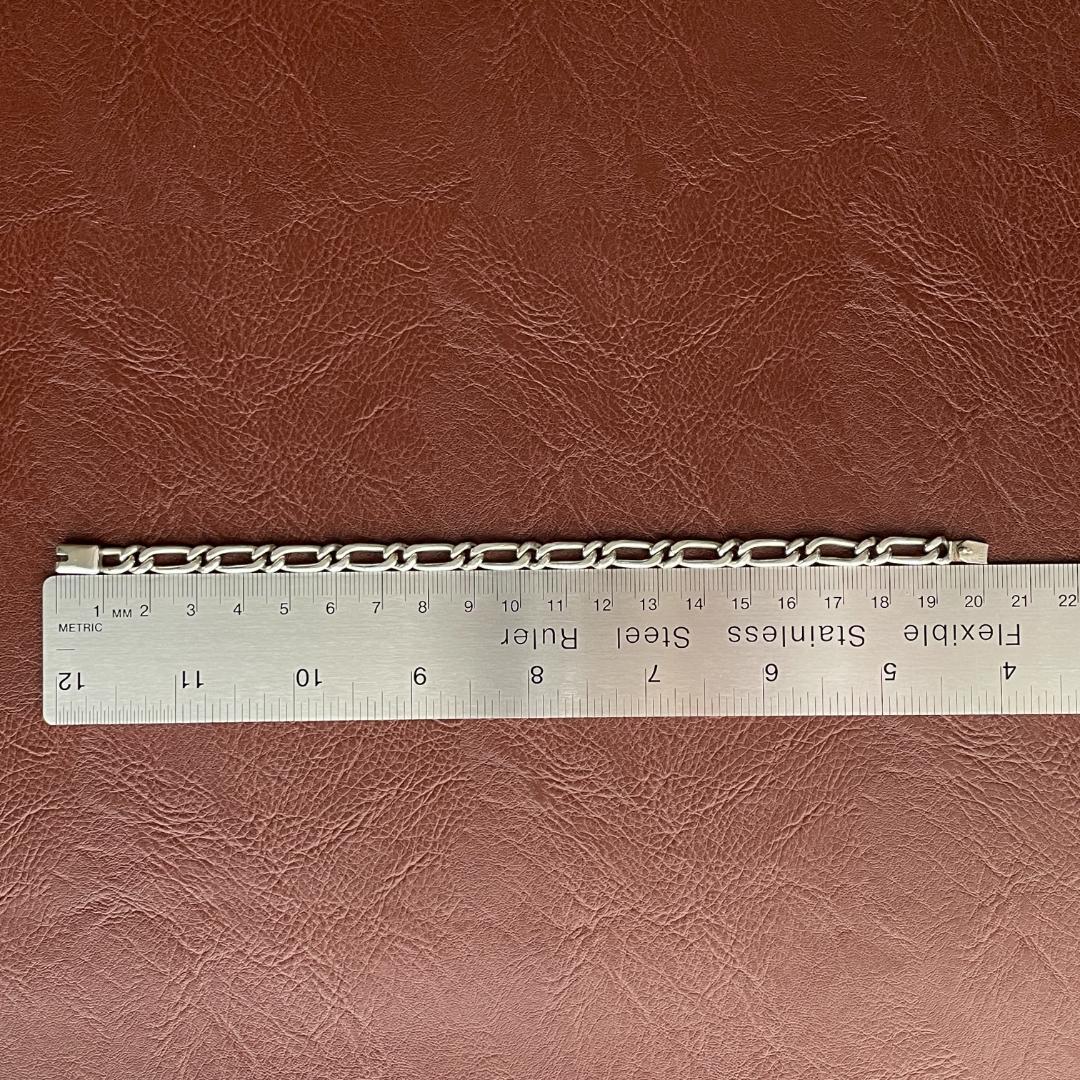 1 MM 2 3 4 5 6 7 8 9 10 11 12 13 14 15 16 17 18 19 20 21 22
METRIC
Flexible Stainless Steel Ruler
4 5 6 7 8 9 10 11 12